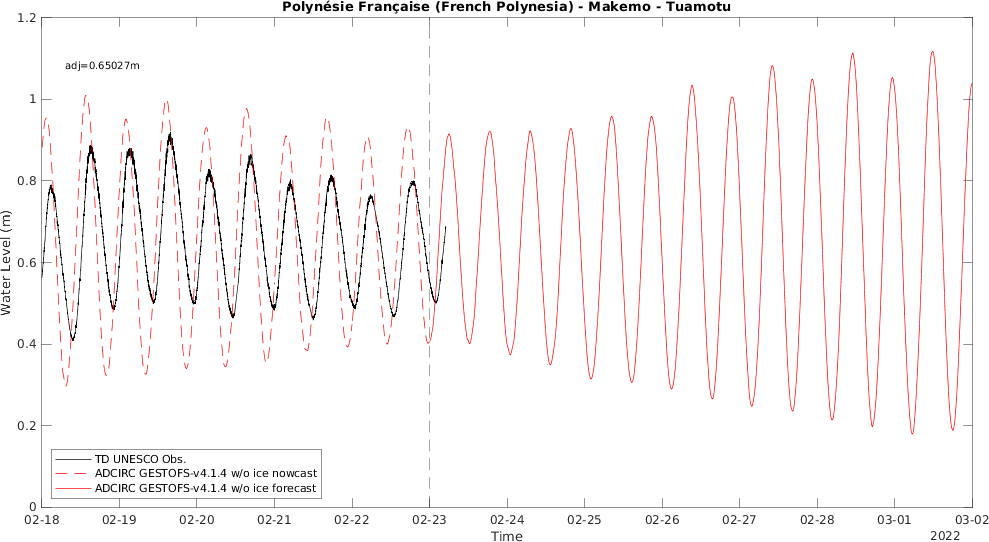 Polynésie Française (French Polynesia) - Makemo - Tuamotu
1.2
adj=0.65027m
1
0.8
0.6
0.4
0.2
0
Water Level (m)
TD UNESCO Obs.
ADCIRC GESTOFS-v4.1.4 w/o ice nowcast
ADCIRC GESTOFS-v4.1.4 w/o ice forecast
02-18 02-19 02-20 02-21 02-22 02-23 02-24 02-25 02-26 02-27 02-28 03-01 03-02
Time
2022